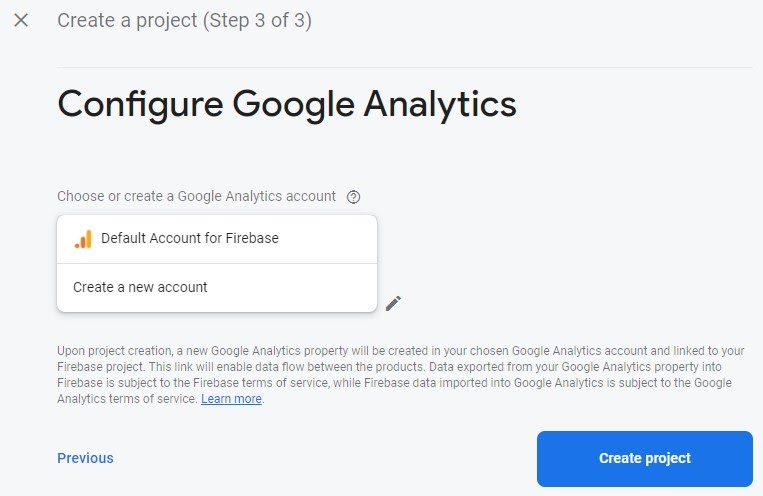 Create a project (Step 3 of 3)
Configure Google Analytics
Choose or create a Google Analytics account
Default Account for Firebase
Create a new account
Upon project creation, a new Google Analytics property will be created in your chosen Google Analytics account and linked to your
Firebase project. This link will enable data flow between the products. Data exported from your Google Analytics property into
Firebase is subject to the Firebase terms of service, while Firebase data imported into Google Analytics is subject to the Google
Analytics terms of service. Learn more.
Previous
Create project